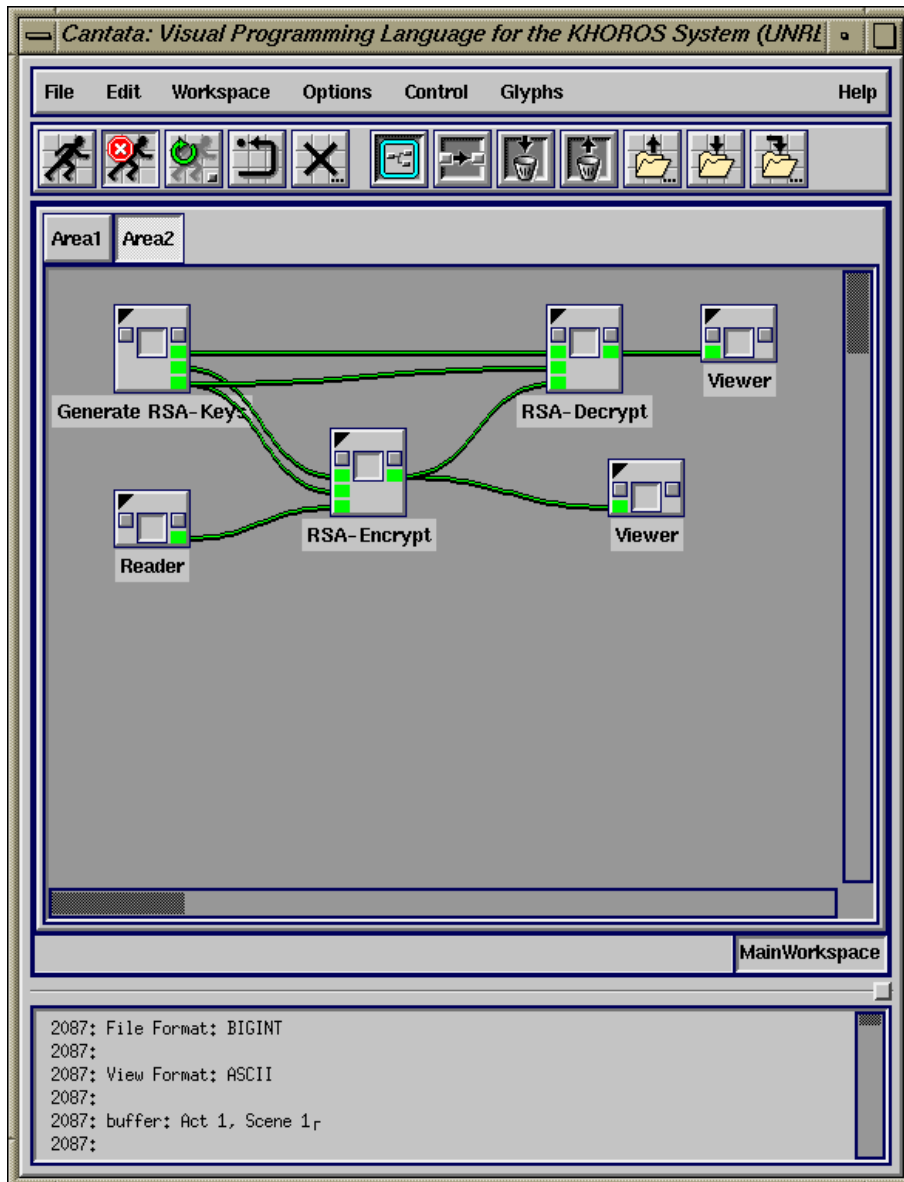 Cantata: Visual Programming Language for the KHOROS System (UNRE
File Edit Workspace Options Control Glyphs Help
Area1 Area2
Generate RSA-Keys
RSA-Decrypt
Viewer
Reader
RSA-Encrypt
Viewer
MainWorkspace
2087: File Format: BIGINT
2087:
2087: View Format: ASCII
2087:
2087: buffer: Act 1, Scene 1┌
2087: